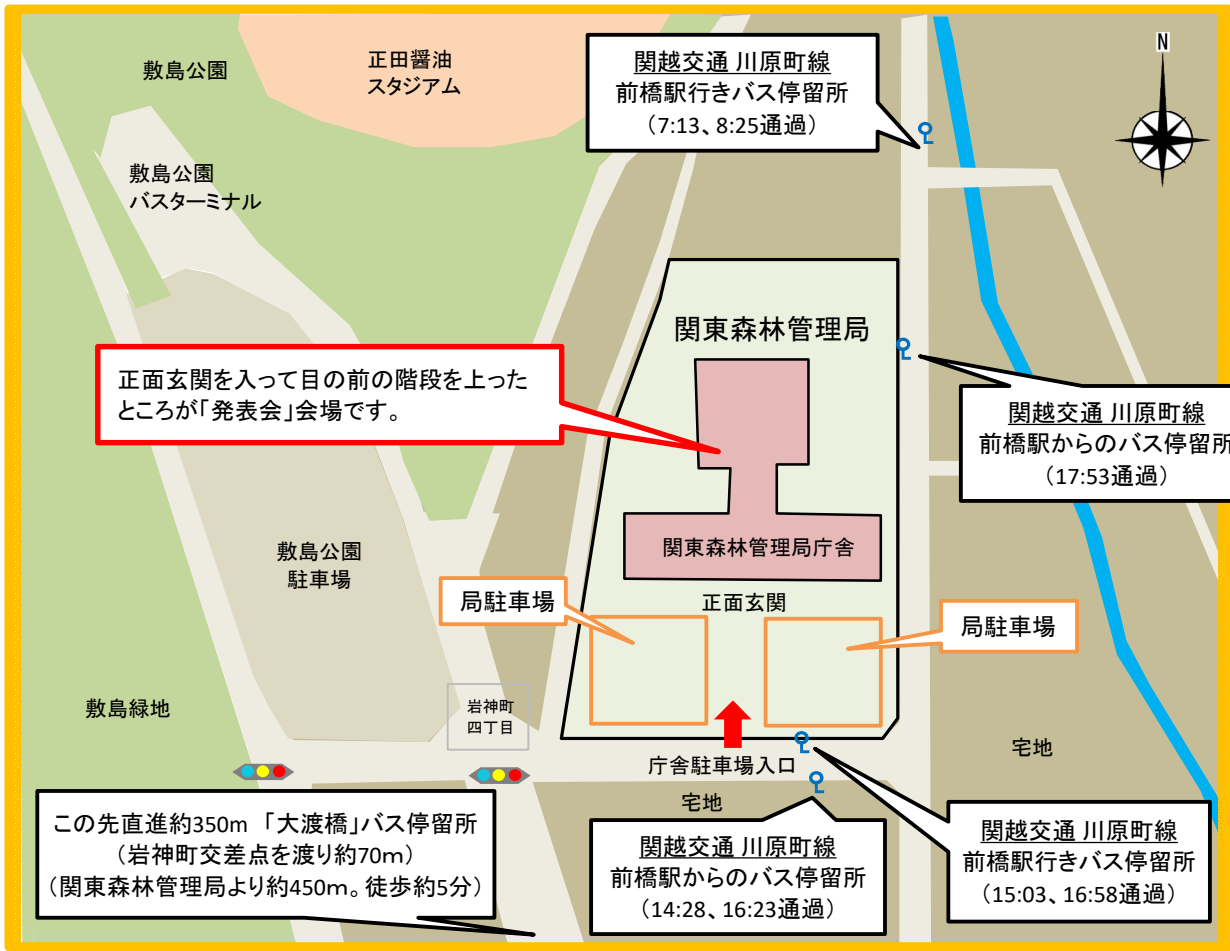 敷島公園
正田醤油
スタジアム
関越交通 川原町線
前橋駅行きバス停留所
(7:13、8:25通過)
N
敷島公園
バスターミナル
関東森林管理局
正面玄関を入って目の前の階段を上った
ところが「発表会」会場です。
関越交通 川原町線
前橋駅からのバス停留所
(17:53通過)
関東森林管理局庁舎
敷島公園
駐車場
局駐車場
正面玄関
局駐車場
敷島緑地
岩神町
四丁目
庁舎駐車場入口
宅地
宅地
この先直進約350m 「大渡橋」バス停留所
(岩神町交差点を渡り約70m)
(関東森林管理局より約450m。徒歩約5分)
関越交通 川原町線
前橋駅からのバス停留所
(14:28、16:23通過)
関越交通 川原町線
前橋駅行きバス停留所
(15:03、16:58通過)